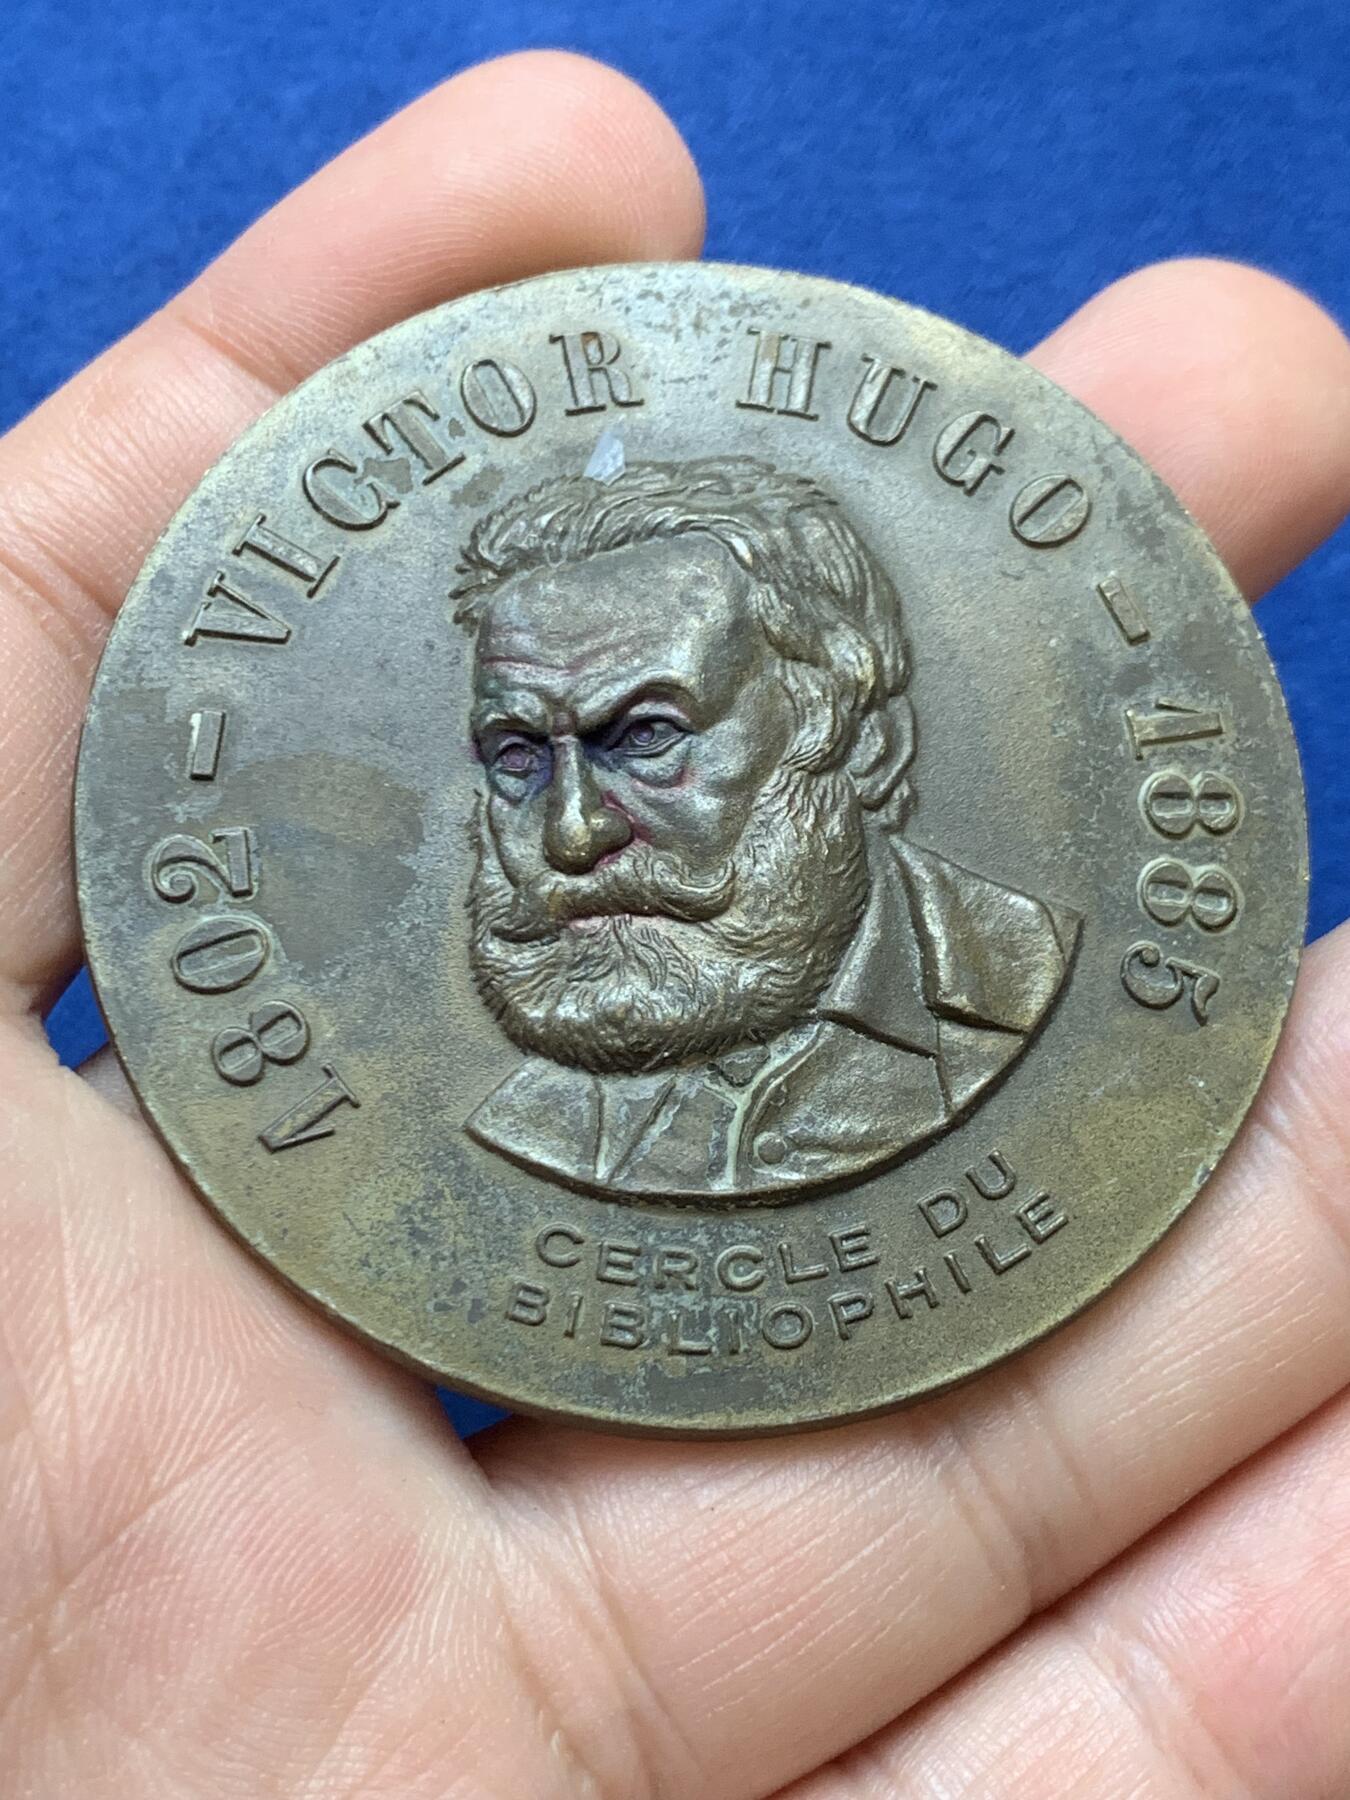 1802 - VICTOR HUGO - 1885
CERCLE DU
BIBLIOPHILE